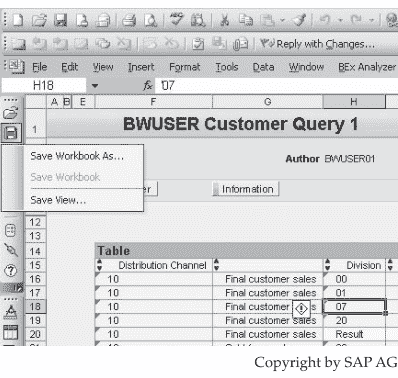 Reply with Changes...
File Edit View Insert Format Tools Data Window BEx Analyzer
H18 fx '07
A B E F G H
1 BWUSER Customer Query 1
Author BWUSER01
Save Workbook As...
Save Workbook
Save View...
er Information
12
13
14 Table
15 Distribution Channel Division
16 10 Final customer sales 00
17 10 Final customer sales 01
18 10 Final customer s 07
19 10 Final customer sales 20
20 10 Final customer sales Result
Copyright by SAP AG